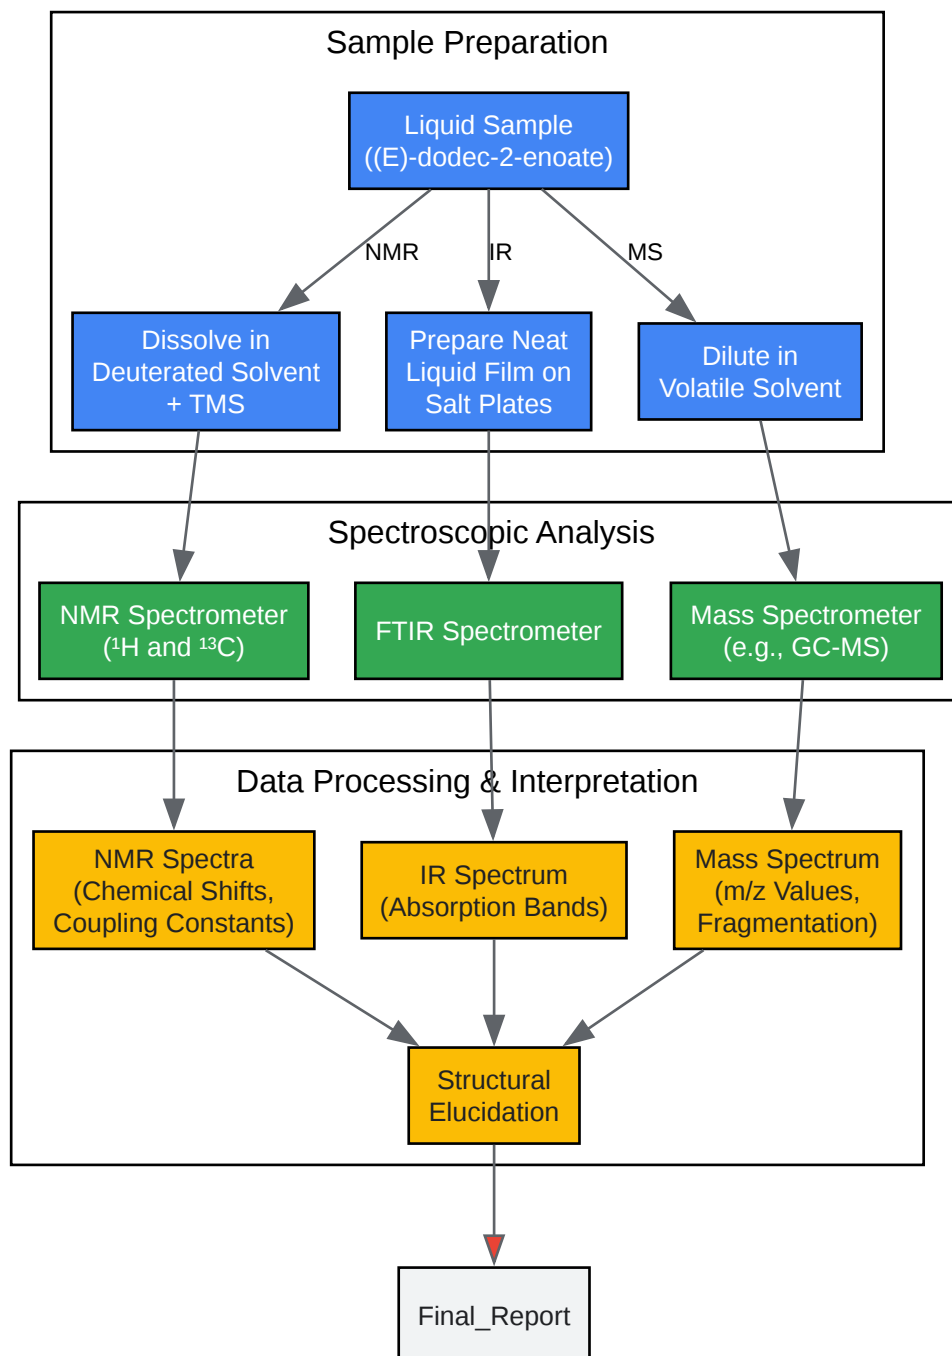 Sample Preparation
Liquid Sample
((E)-dodec-2-enoate)
NMR
IR
MS
Dissolve in
Deuterated Solvent
+ TMS
Prepare Neat
Liquid Film on
Salt Plates
Dilute in
Volatile Solvent
Spectroscopic Analysis
NMR Spectrometer
(¹H and ¹³C)
FTIR Spectrometer
Mass Spectrometer
(e.g., GC-MS)
Data Processing & Interpretation
NMR Spectra
(Chemical Shifts,
Coupling Constants)
IR Spectrum
(Absorption Bands)
Mass Spectrum
(m/z Values,
Fragmentation)
Structural
Elucidation
Final_Report